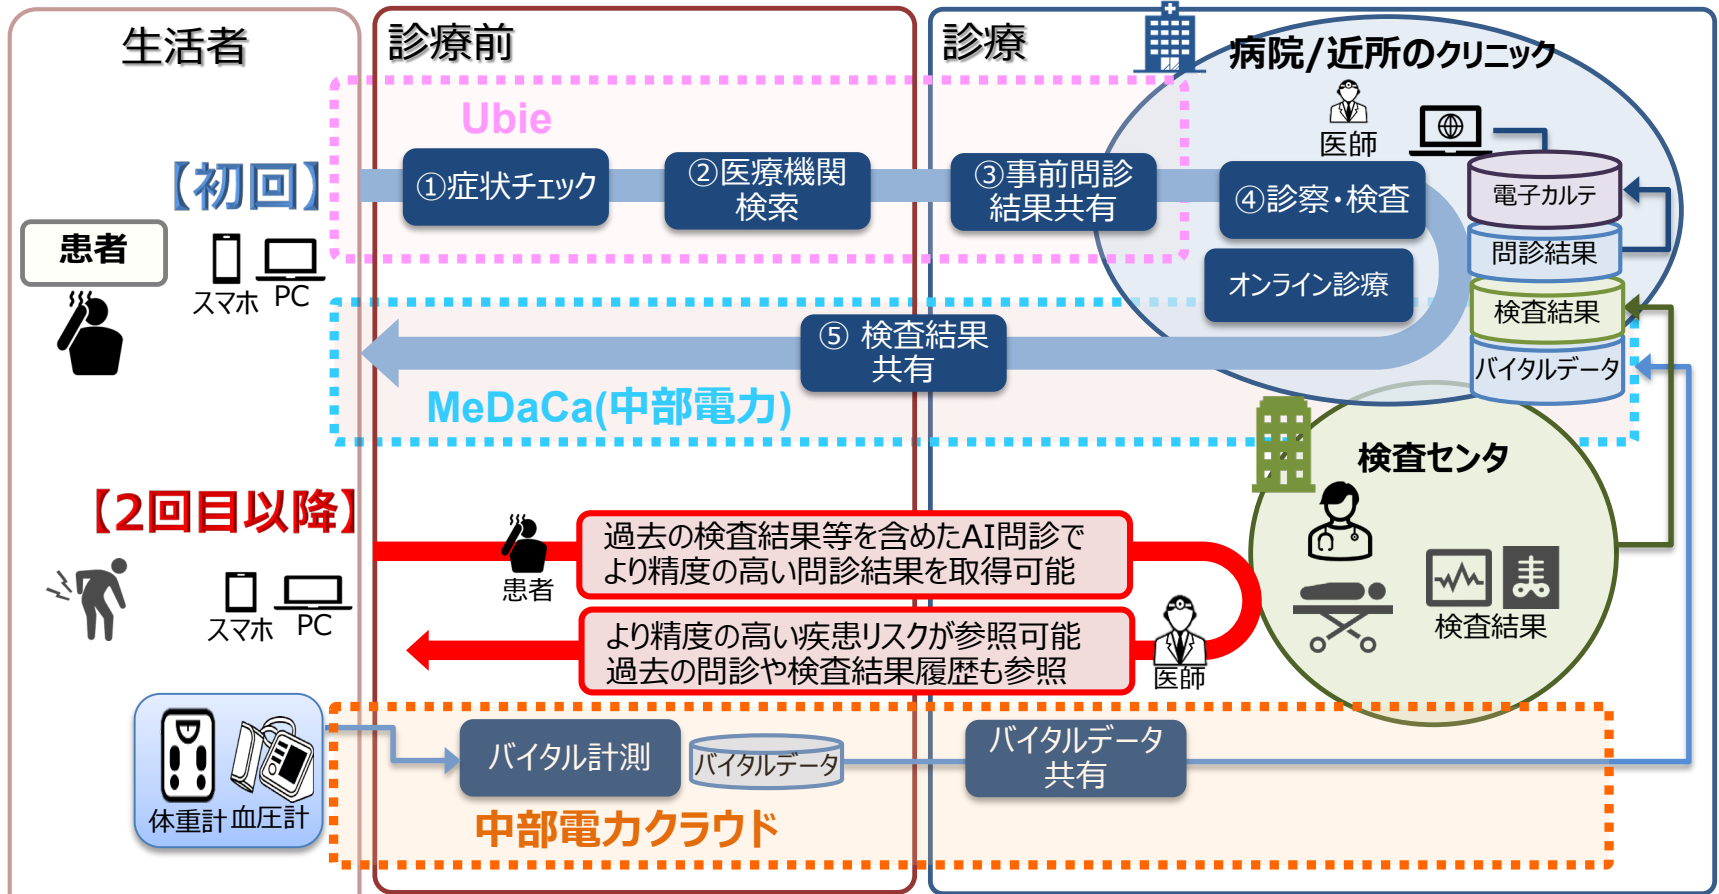 生活者
診療前
診療
病院/近所のクリニック
Ubie
医師
【初回】
①症状チェック
②医療機関
検索
③事前問診
結果共有
④診察・検査
電子カルテ
患者
スマホ
PC
オンライン診療
問診結果
検査結果
⑤ 検査結果
共有
バイタルデータ
MeDaCa(中部電力)
検査センタ
【2回目以降】
過去の検査結果等を含めたAI問診で
より精度の高い問診結果を取得可能
患者
スマホ
PC
より精度の高い疾患リスクが参照可能
過去の問診や検査結果履歴も参照
医師
検査結果
バイタル計測
バイタルデータ
バイタルデータ
共有
体重計
血圧計
中部電力クラウド